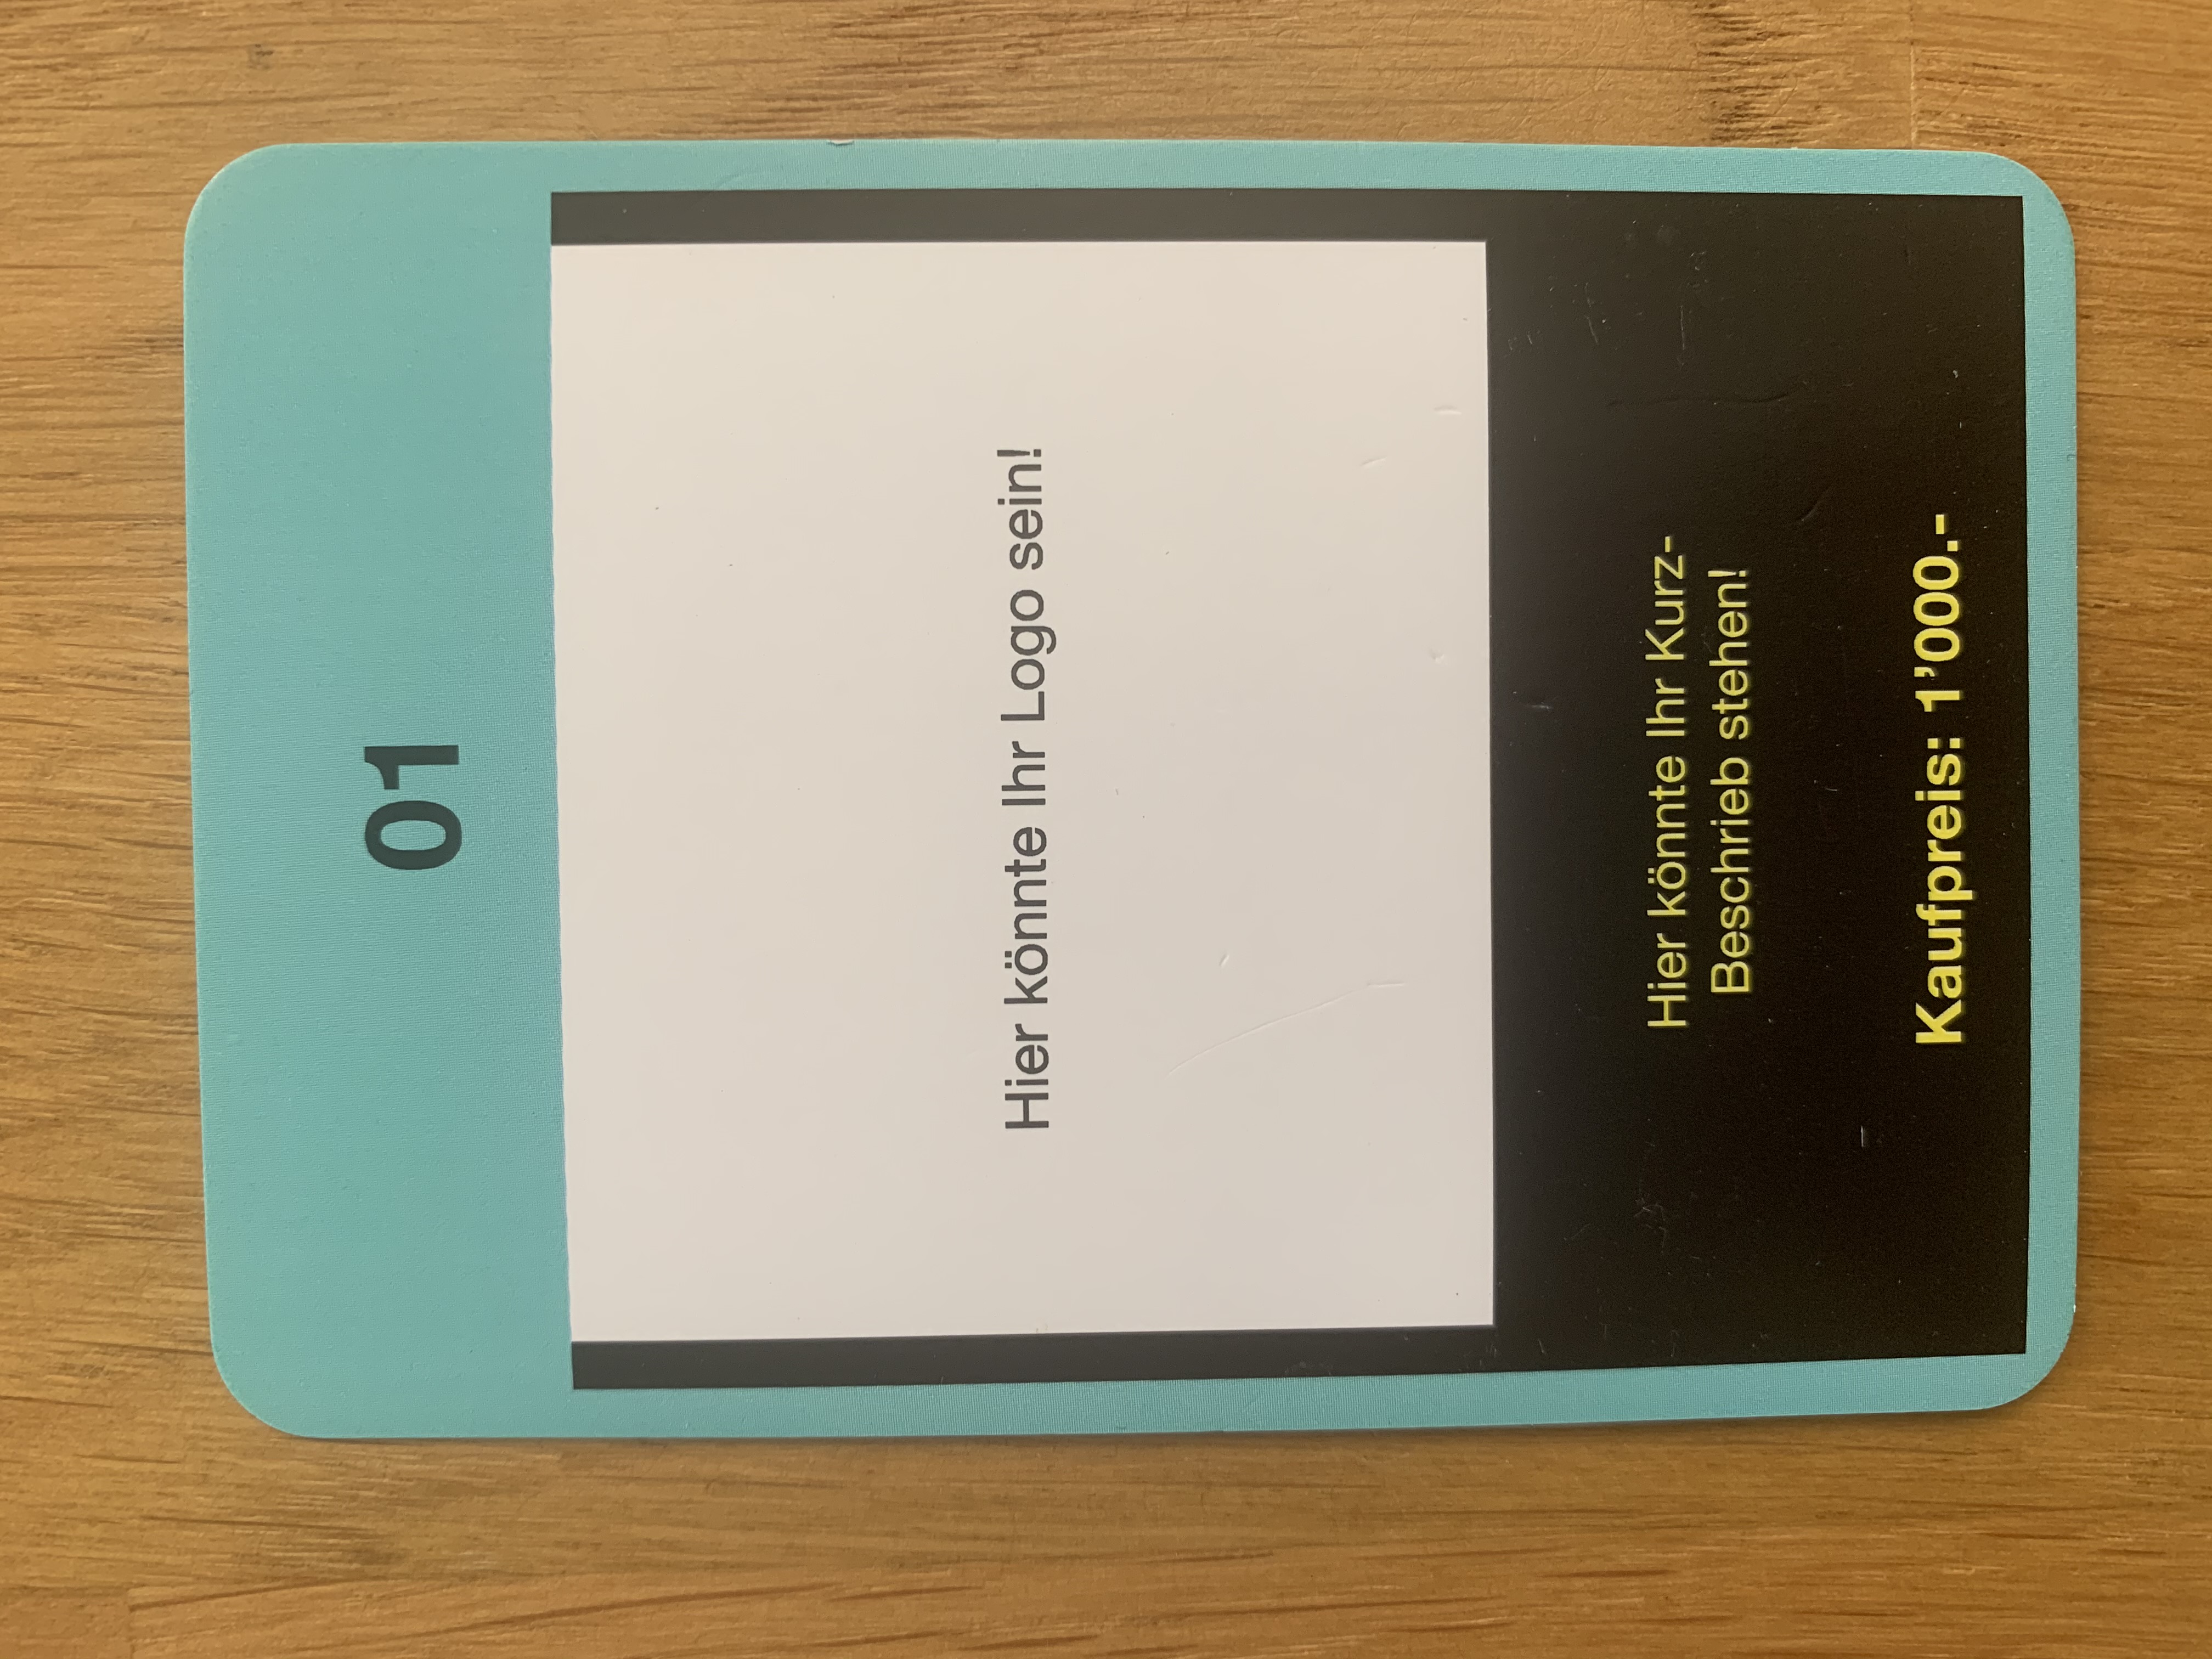 01
Hier könnte Ihr Logo sein!
Hier könnte Ihr Kurz-
Beschrieb stehen!
Kaufpreis: 1’000.-